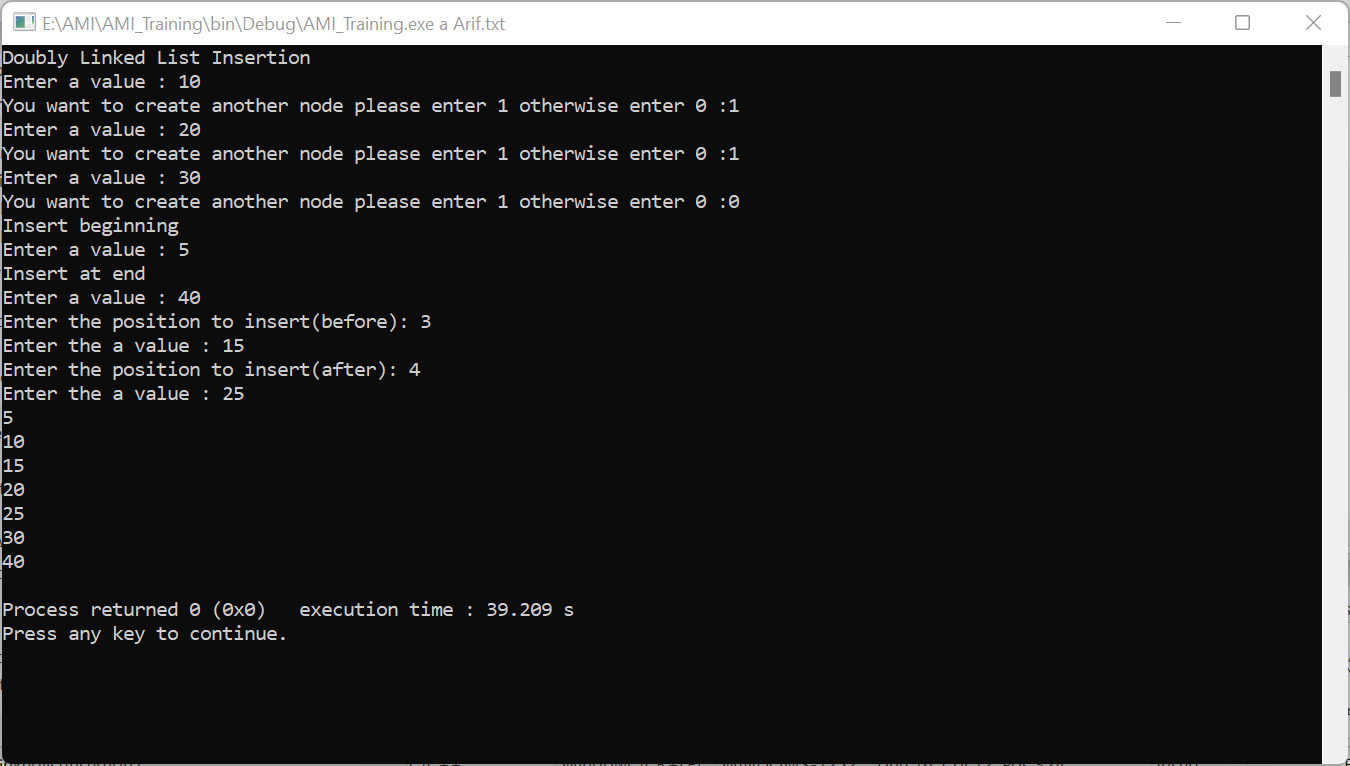 E:\AMI\AMI_Training\bin\Debug\AMI_Training.exe a Arif.txt
Doubly Linked List Insertion
Enter a value : 10
You want to create another node please enter 1 otherwise enter 0 :1
Enter a value : 20
You want to create another node please enter 1 otherwise enter 0 :1
Enter a value : 30
You want to create another node please enter 1 otherwise enter 0 :0
Insert beginning
Enter a value : 5
Insert at end
Enter a value : 40
Enter the position to insert(before): 3
Enter the a value : 15
Enter the position to insert(after): 4
Enter the a value : 25
5
10
15
20
25
30
40
Process returned 0 (0x0)   execution time : 39.209 s
Press any key to continue.